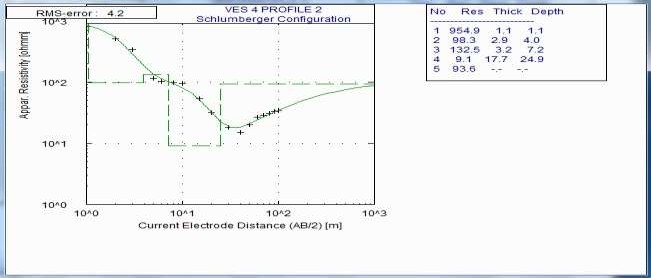 RMS-error : 4.2
VES 4 PROFILE 2
Schlumberger Configuration
Appar. Resistivity [ohmm]
10^3
10^2
10^1
10^0
10^0 10^1 10^2 10^3
Current Electrode Distance (AB/2) [m]
No Res Thick Depth
1 954.9 1.1 1.1
2 98.3 2.9 4.0
3 132.5 3.2 7.2
4 9.1 17.7 24.9
5 93.6 -.- -.-